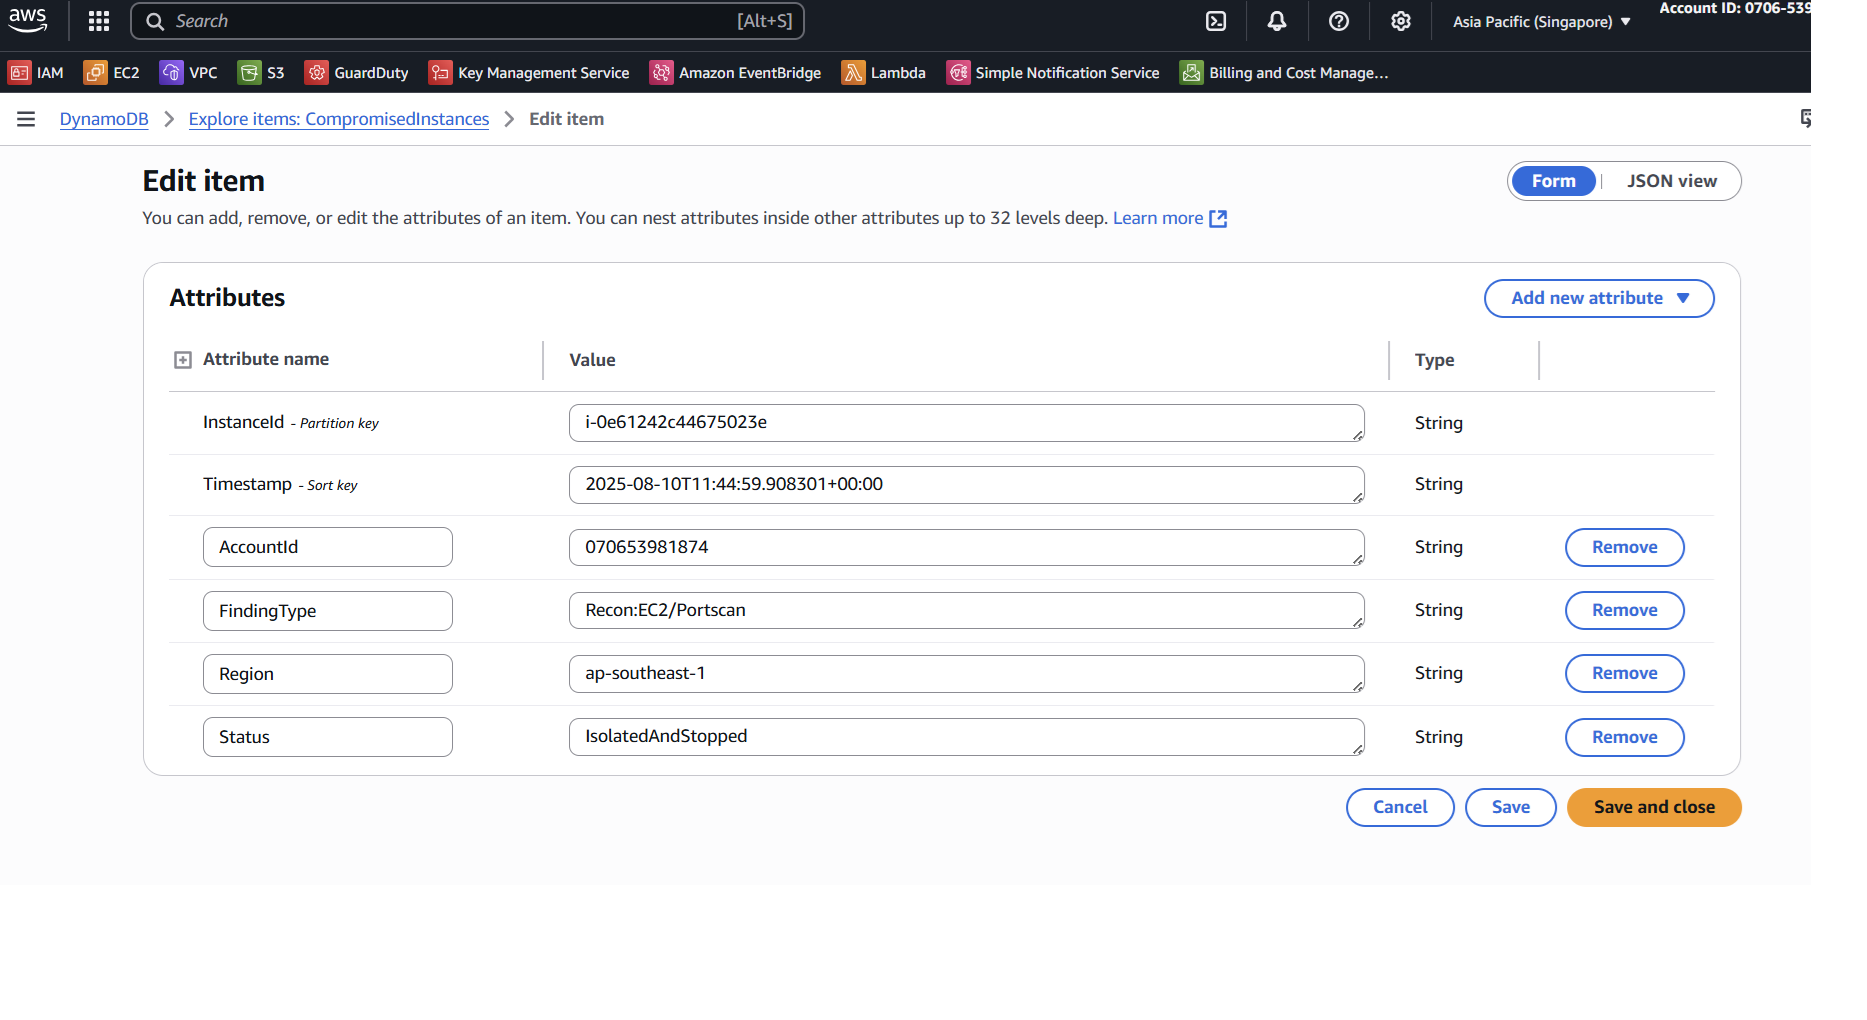 aws
Search [Alt+S]
Asia Pacific (Singapore)
Account ID: 0706-539
IAM EC2 VPC S3 GuardDuty Key Management Service Amazon EventBridge Lambda Simple Notification Service Billing and Cost Manage...
DynamoDB Explore items: CompromisedInstances Edit item
Edit item
Form JSON view
You can add, remove, or edit the attributes of an item. You can nest attributes inside other attributes up to 32 levels deep. Learn more
Attributes
Add new attribute
Attribute name Value Type
InstanceId - Partition key i-0e61242c44675023e String
Timestamp - Sort key 2025-08-10T11:44:59.908301+00:00 String
AccountId 070653981874 String Remove
FindingType Recon:EC2/Portscan String Remove
Region ap-southeast-1 String Remove
Status IsolatedAndStopped String Remove
Cancel Save Save and close